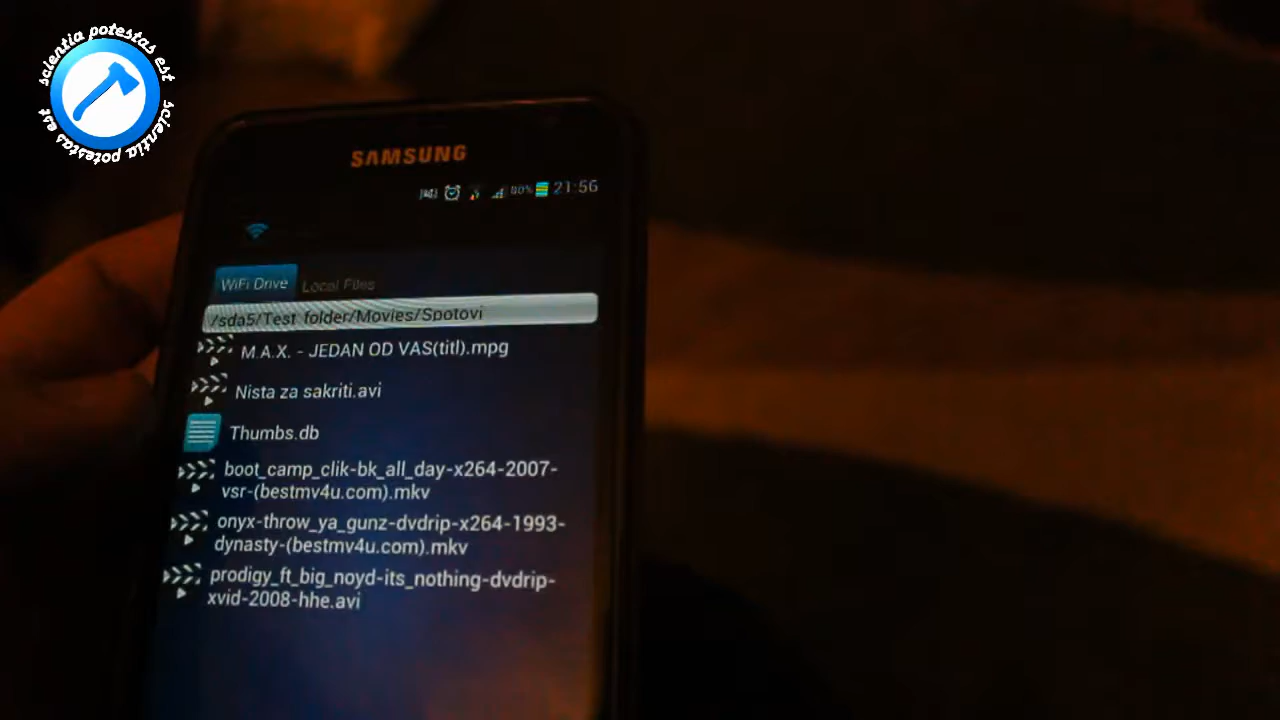 scientia potestas est
scientia potestas est
SAMSUNG
80% 21:56
WiFi Drive Local Files
/sda5/Test folder/Movies/Spotovi
M.A.X. - JEDAN OD VAS(titl).mpg
Nista za sakriti.avi
Thumbs.db
boot_camp_clik-bk_all_day-x264-2007-
vsr-(bestmv4u.com).mkv
onyx-throw_ya_gunz-dvdrip-x264-1993-
dynasty-(bestmv4u.com).mkv
prodigy_ft_big_noyd-its_nothing-dvdrip-
xvid-2008-hhe.avi